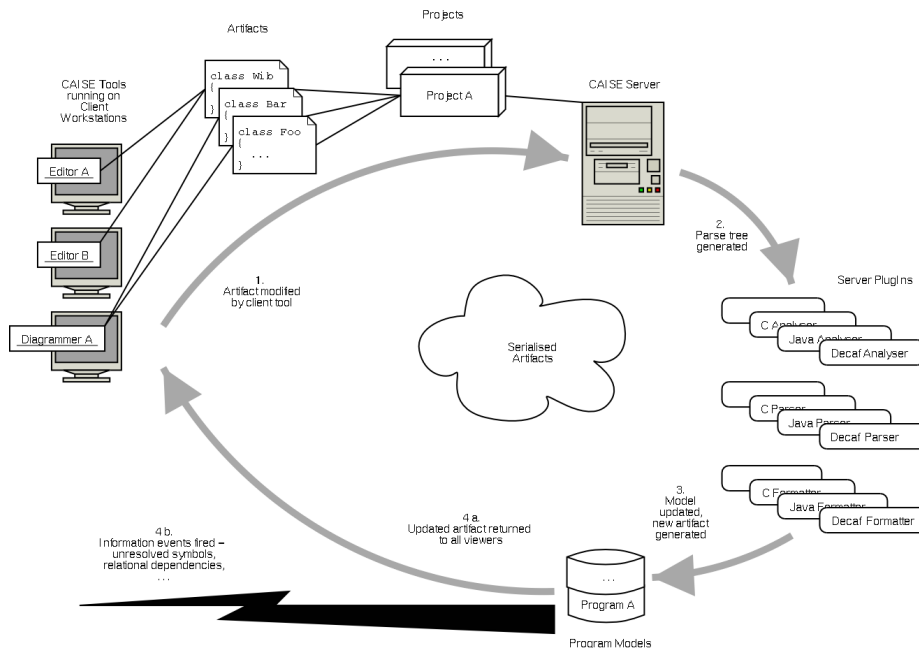 Projects
Artifacts
...
CAISE Tools
running on
Client
Workstations
class Wib
{
}
class Bar
{
}
class Foo
{
...
}
Project A
CAISE Server
Editor A
Editor B
Diagrammer A
1.
Artifact modifed
by client tool
2.
Parse tree
generated
Serialised
Artifacts
Server PlugIns
C Analyser
Java Analyser
Decaf Analyser
C Parser
Java Parser
Decaf Parser
C Formatter
Java Formatter
Decaf Formatter
3.
Model
updated,
new artifact
generated
4a.
Updated artifact returned
to all viewers
4b.
Information events fired –
unresolved symbols,
relational dependencies,
...
...
Program A
Program Models